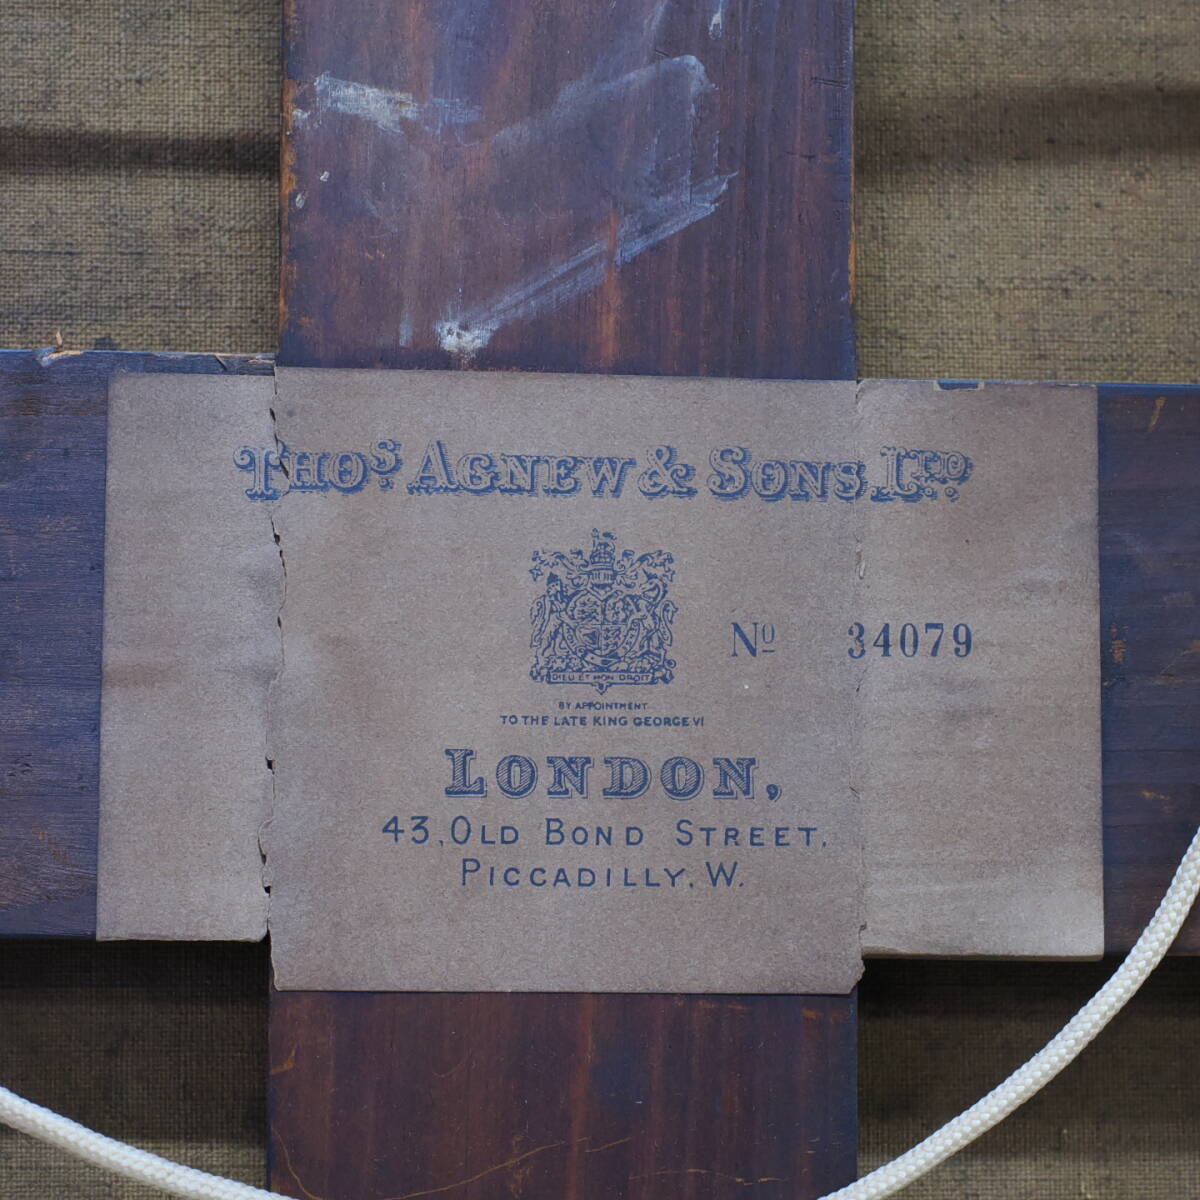 THOS AGNEW & SONS, LTD.
DIEU ET MON DROIT
No 34079
BY APPOINTMENT
TO THE LATE KING GEORGE VI
LONDON,
43, OLD BOND STREET,
PICCADILLY, W.